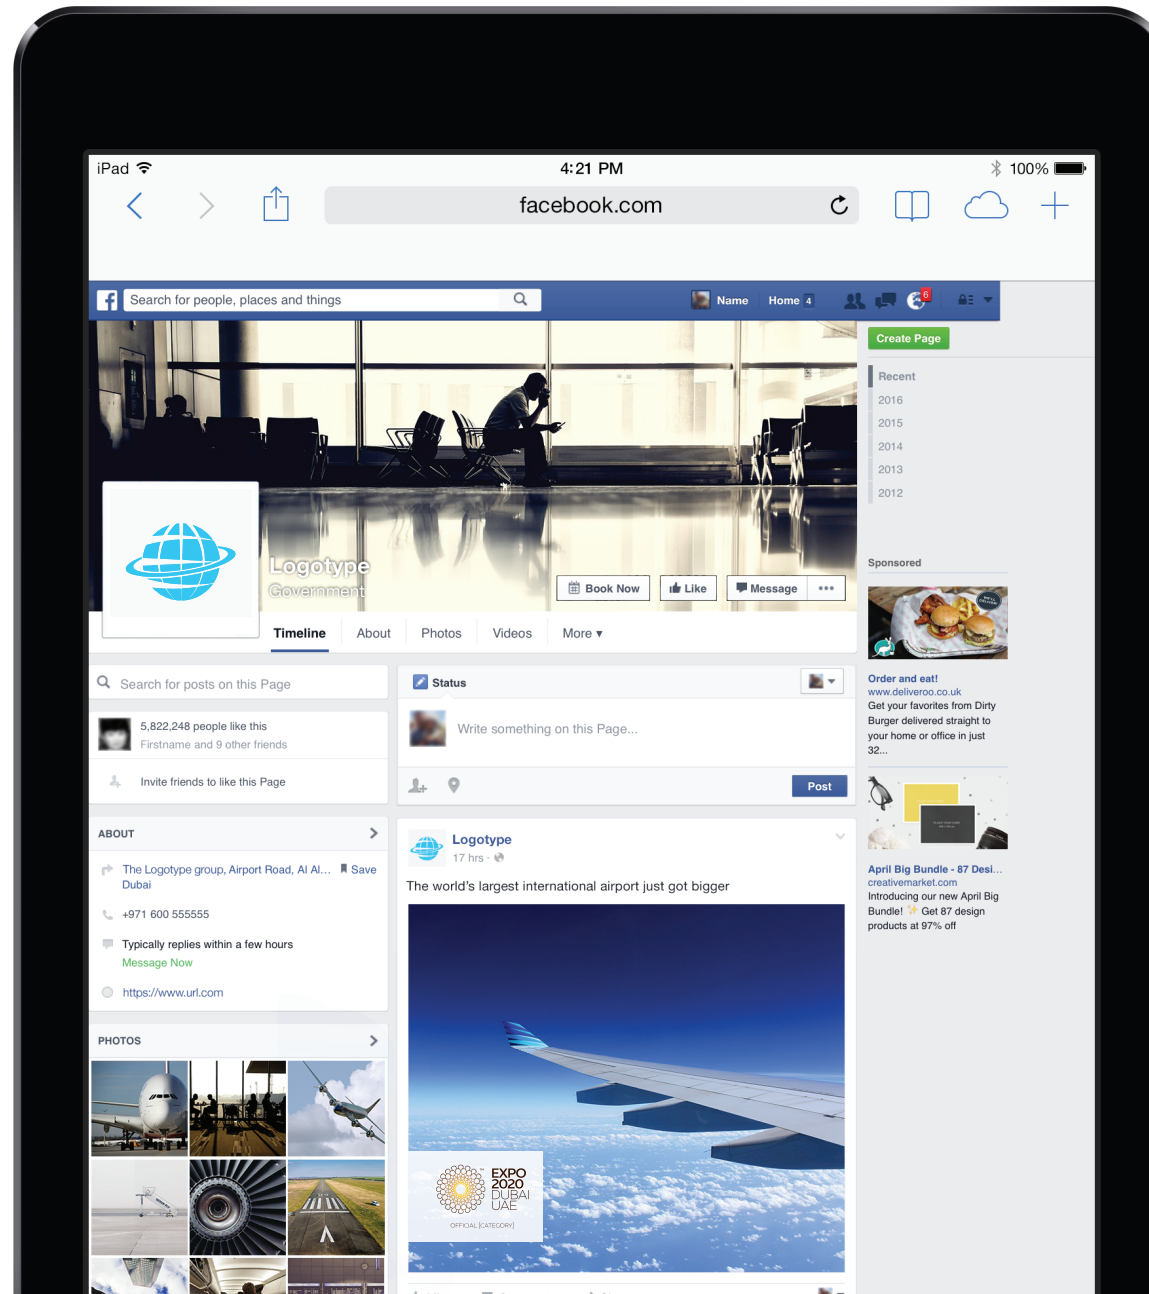 iPad
4:21 PM
100%
facebook.com
Search for people, places and things
Name
Home 4
6
Create Page
Recent
2016
2015
2014
2013
2012
Logotype
Government
Book Now
Like
Message
Timeline
About
Photos
Videos
More
Search for posts on this Page
5,822,248 people like this
Firstname and 9 other friends
Invite friends to like this Page
ABOUT
The Logotype group, Airport Road, Al Al... Save
Dubai
+971 600 555555
Typically replies within a few hours
Message Now
https://www.url.com
PHOTOS
Status
Write something on this Page...
Post
Logotype
17 hrs ·
The world's largest international airport just got bigger
EXPO
2020
DUBAI
UAE
™
OFFICIAL [CATEGORY]
Sponsored
Order and eat!
www.deliveroo.co.uk
Get your favorites from Dirty
Burger delivered straight to
your home or office in just
32...
April Big Bundle - 87 Desi...
creativemarket.com
Introducing our new April Big
Bundle! ✨ Get 87 design
products at 97% off